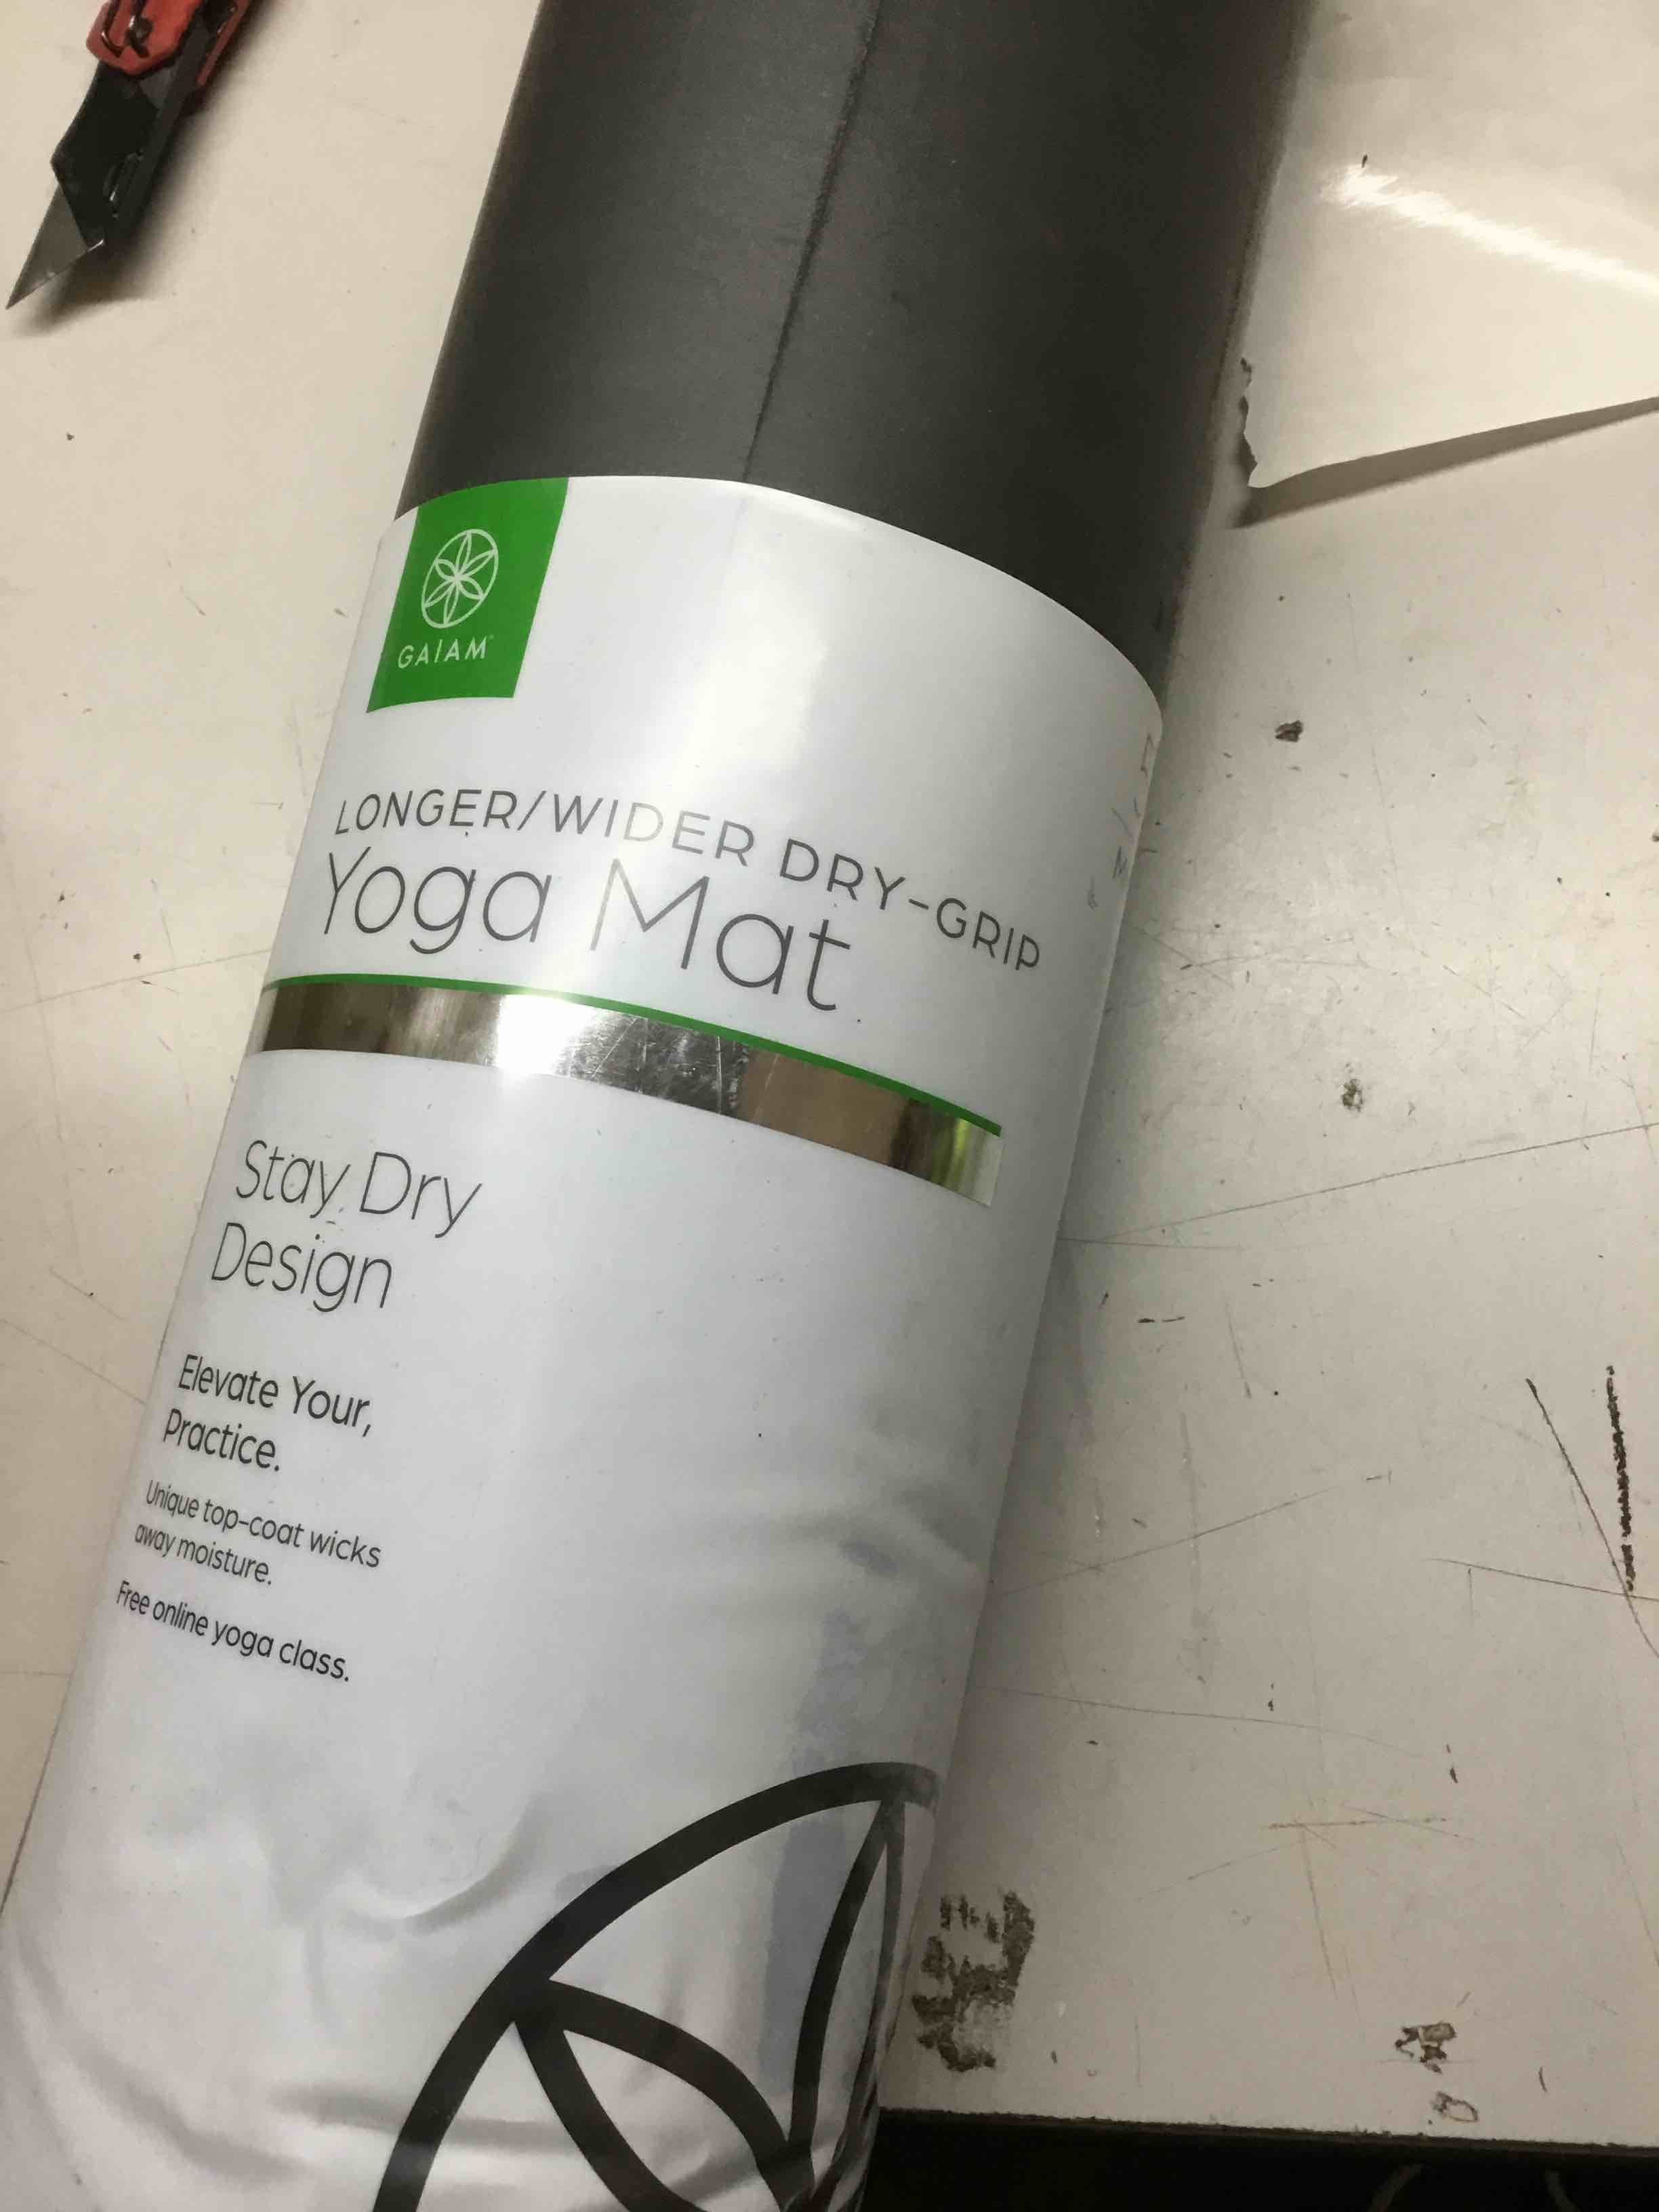 GAIAM
LONGER/WIDER DRY-GRIP
Yoga Mat
Stay Dry
Design
Elevate Your,
Practice.
Unique top-coat wicks
away moisture.
Free online yoga class.